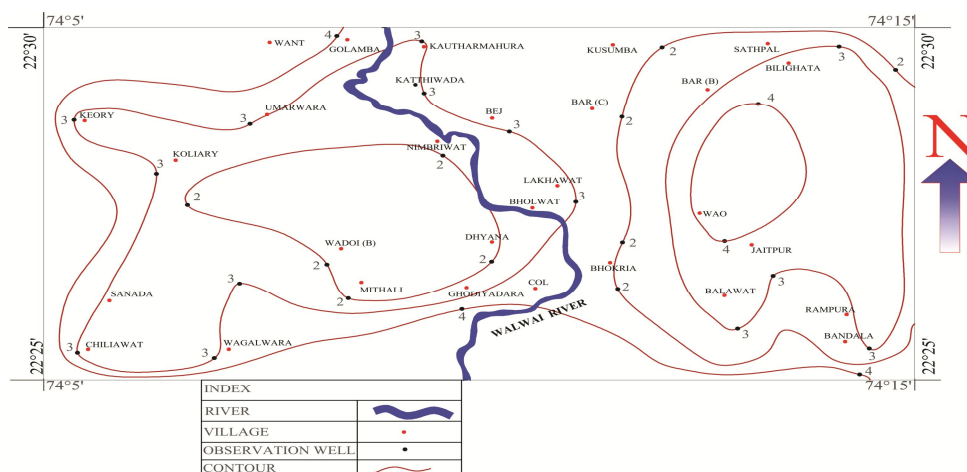 74°5'
74°15'
22°30'
22°30'
4
WANT
GOLAMBA
3
KAUTHARMAHURA
KUSUMBA
2
SATHPAL
3
BILIGHATA
2
KATTHIWADA
3
BAR (B)
4
UMARWARA
3
KEORY
3
BEJ
3
BAR (C)
2
N
NIMBRIWAT
2
KOLIARY
3
LAKHAWAT
2
BHOLWAT
3
WAO
WADOI (B)
DHYANA
2
4
JAITPUR
2
2
BHOKRIA
3
MITHALI
2
GHODIYADARA
COL
2
3
BALAWAT
SANADA
4
WALWAI RIVER
RAMPURA
3
BANDALA
CHILIAWAT
3
WAGALWARA
3
3
4
22°25'
22°25'
74°5'
74°15'
INDEX
RIVER
VILLAGE
OBSERVATION WELL
CONTOUR